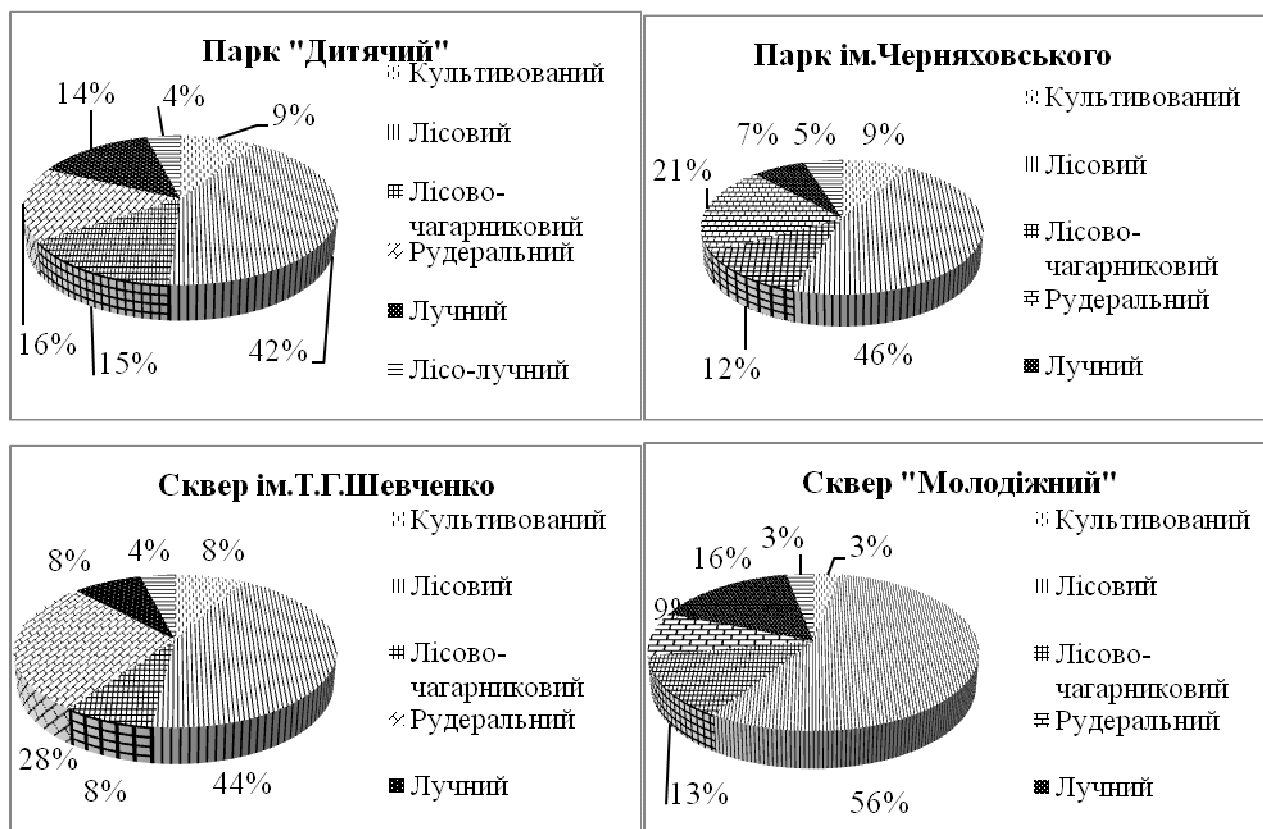 Парк "Дитячий"
14%
4%
9%
16%
15%
42%
Культивований
Лісовий
Лісово-
чагарниковий
Рудеральний
Лучний
Лісо-лучний
Парк ім.Черняховського
7%
5%
9%
21%
12%
46%
Культивований
Лісовий
Лісово-
чагарниковий
Рудеральний
Лучний
Сквер ім.Т.Г.Шевченко
8%
4%
8%
28%
8%
44%
Культивований
Лісовий
Лісово-
чагарниковий
Рудеральний
Лучний
Сквер "Молодіжний"
16%
3%
3%
9%
13%
56%
Культивований
Лісовий
Лісово-
чагарниковий
Рудеральний
Лучний